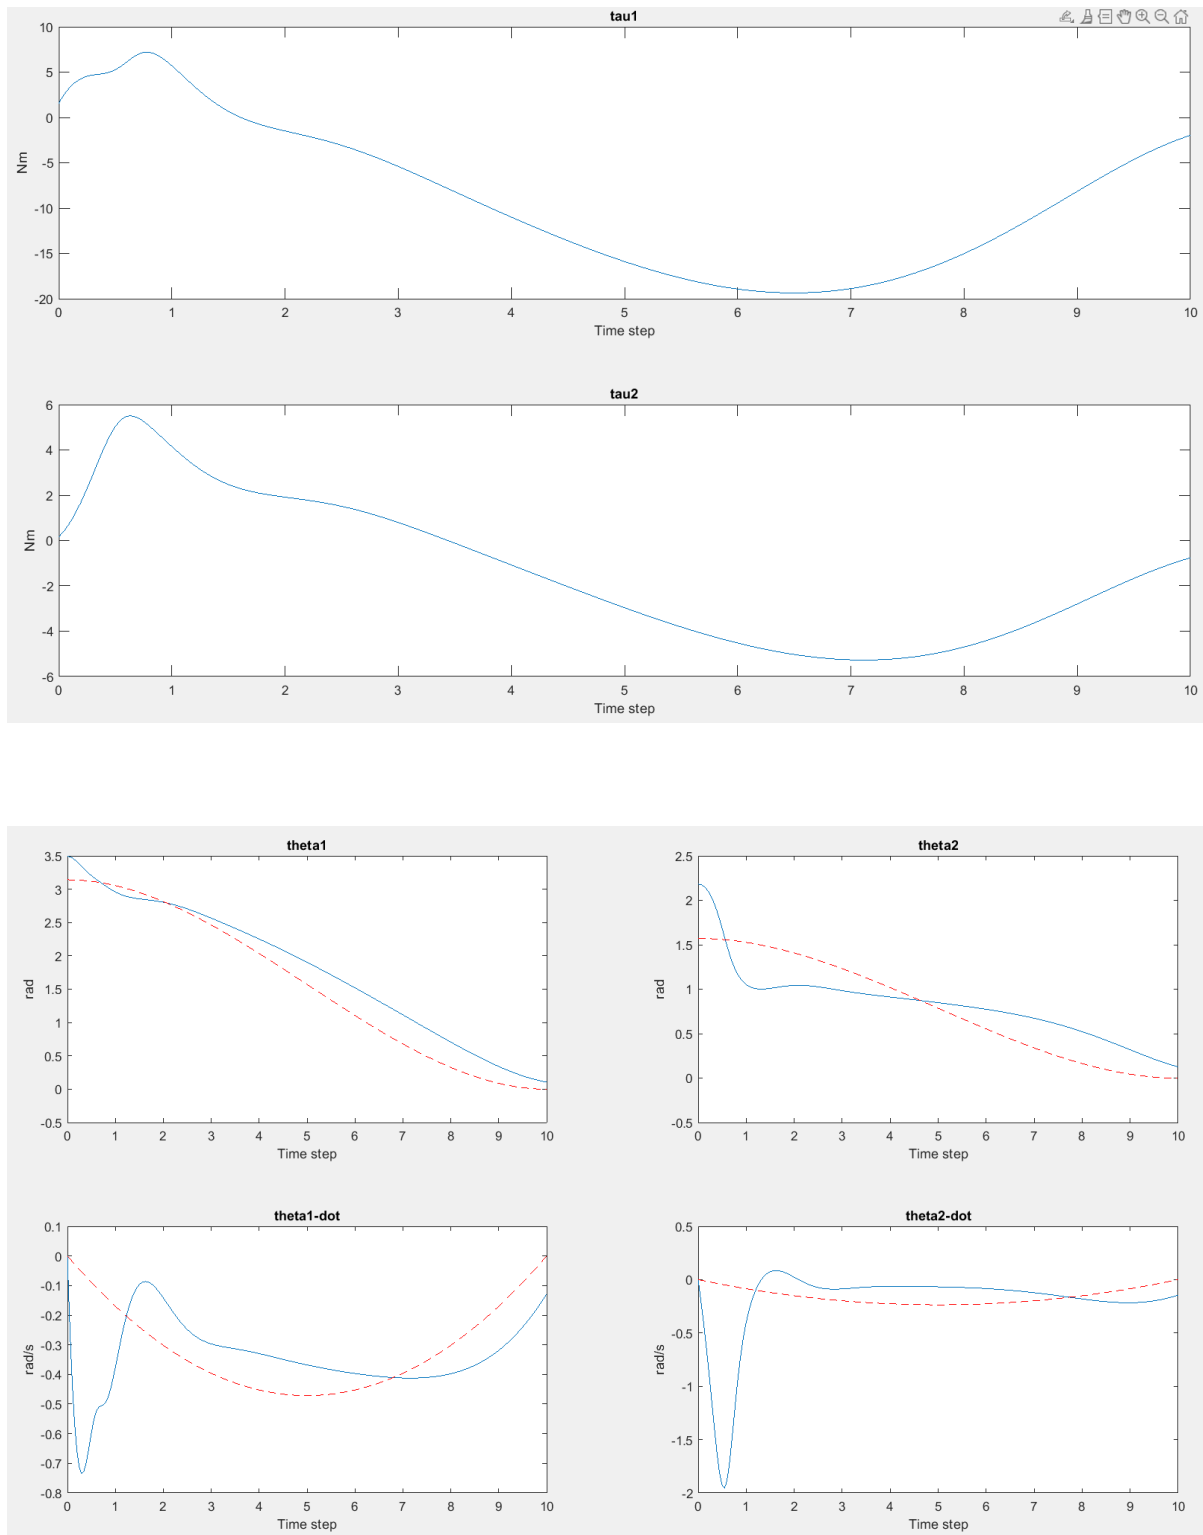 tau1
10
5
0
-5
-10
-15
-20
Nm
0 1 2 3 4 5 6 7 8 9 10
Time step
tau2
6
4
2
0
-2
-4
-6
Nm
0 1 2 3 4 5 6 7 8 9 10
Time step
theta1
3.5
3
2.5
2
1.5
1
0.5
0
-0.5
rad
0 1 2 3 4 5 6 7 8 9 10
Time step
theta2
2.5
2
1.5
1
0.5
0
-0.5
rad
0 1 2 3 4 5 6 7 8 9 10
Time step
theta1-dot
0.1
0
-0.1
-0.2
-0.3
-0.4
-0.5
-0.6
-0.7
-0.8
rad/s
0 1 2 3 4 5 6 7 8 9 10
Time step
theta2-dot
0.5
0
-0.5
-1
-1.5
-2
rad/s
0 1 2 3 4 5 6 7 8 9 10
Time step